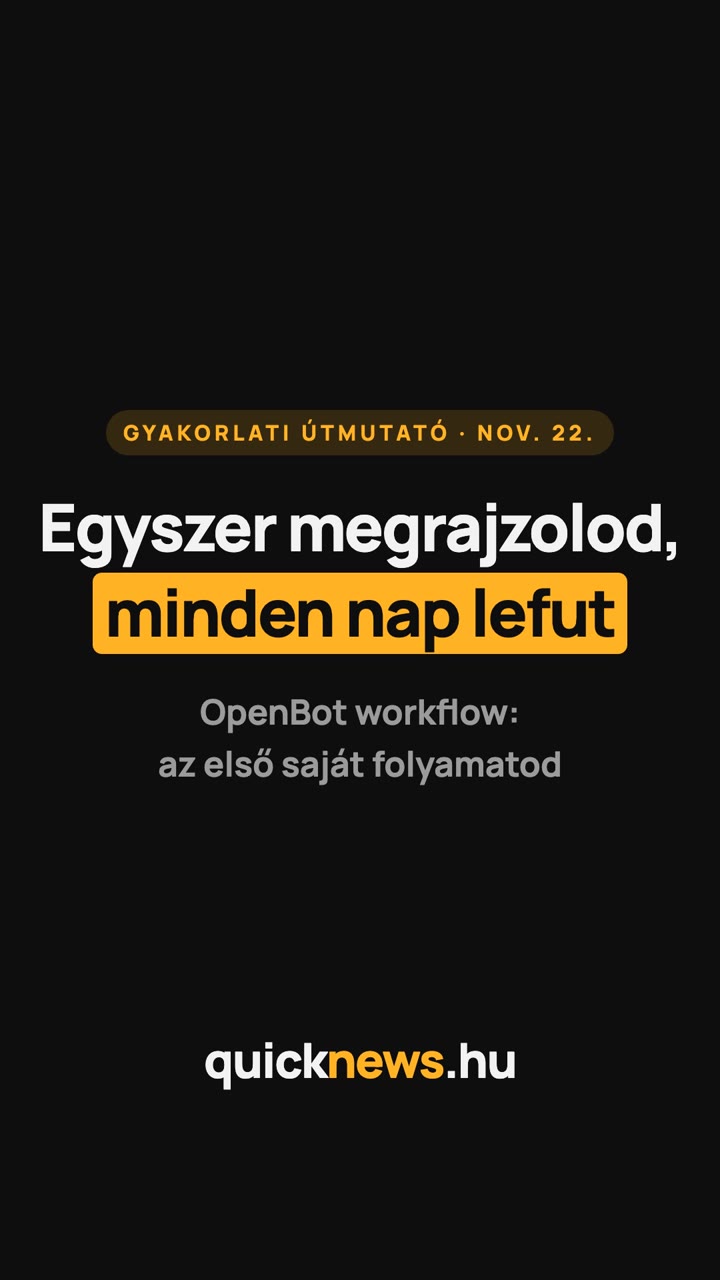 GYAKORLATI ÚTMUTATÓ · NOV. 22.
Egyszer megrajzolod,
minden nap lefut
OpenBot workflow:
az első saját folyamatod
quicknews.hu